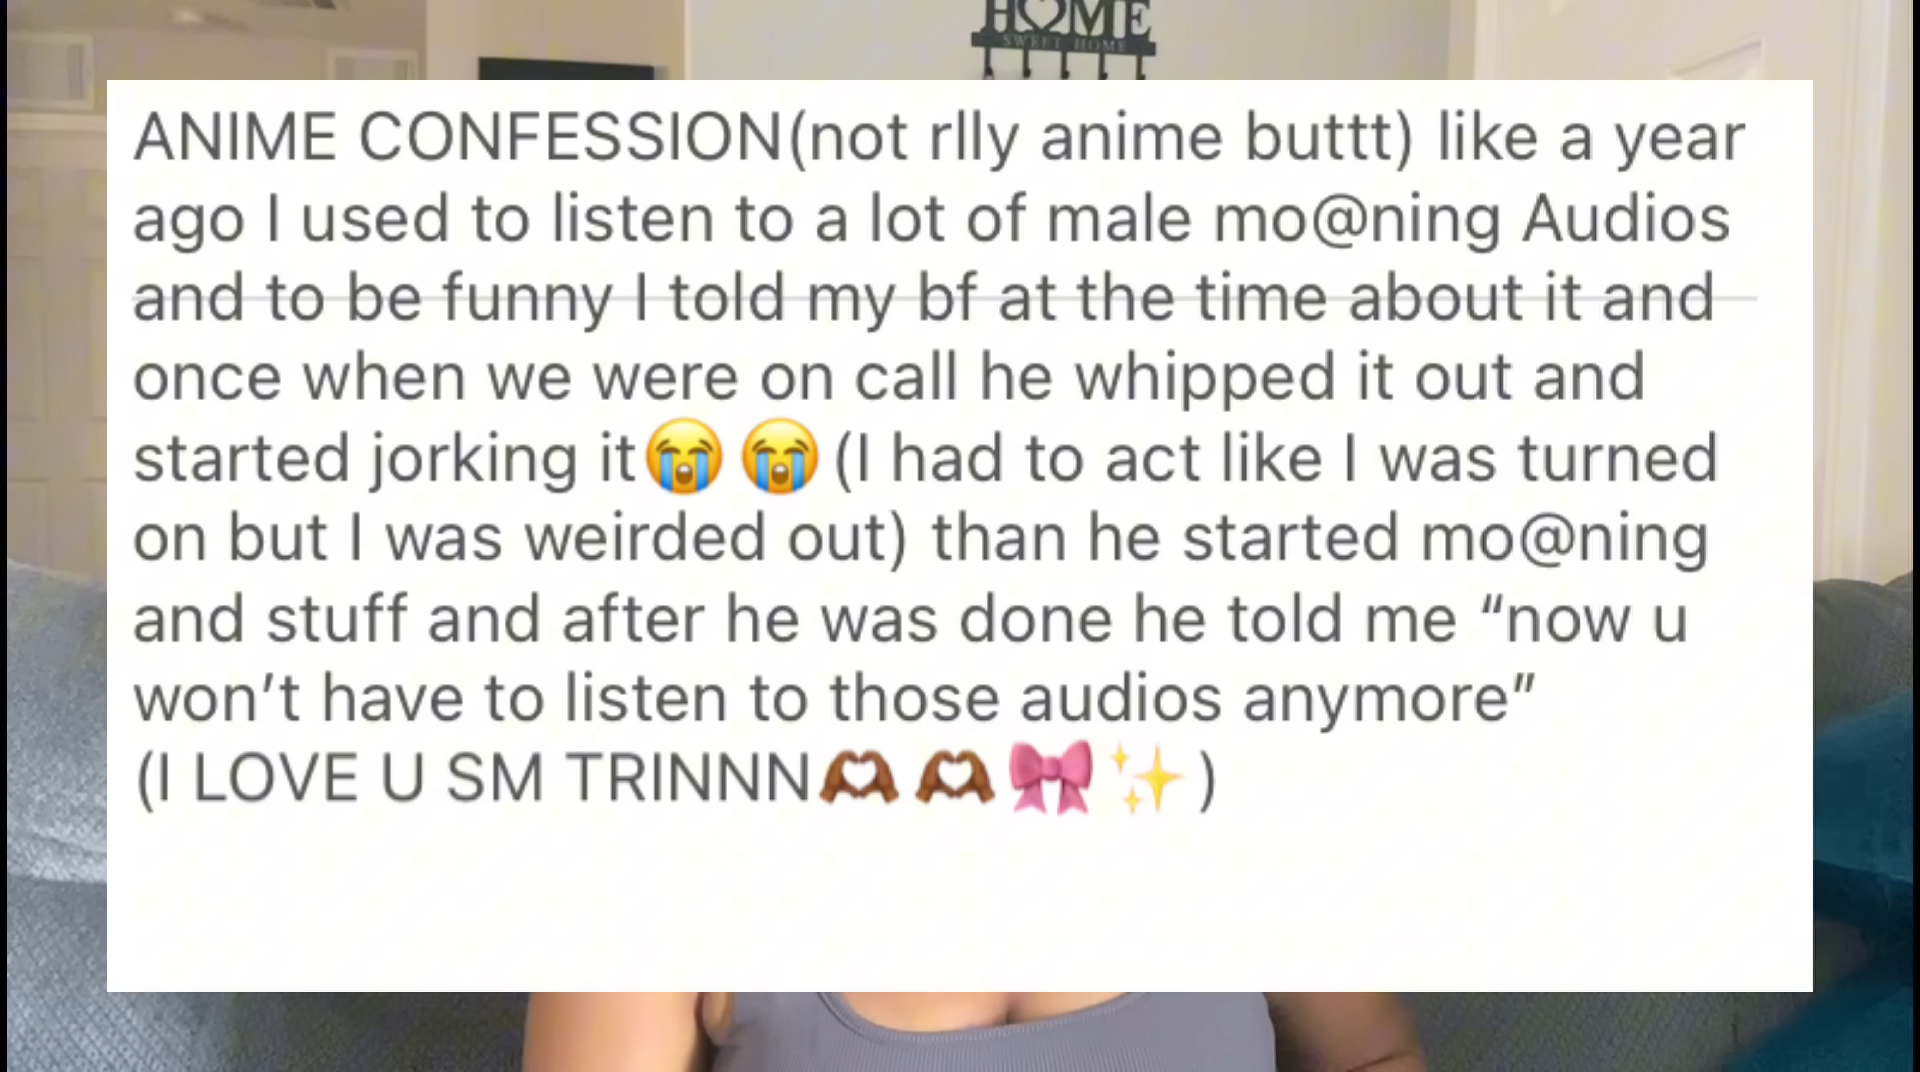 HOME
SWEET HOME
ANIME CONFESSION(not rlly anime buttt) like a year
ago I used to listen to a lot of male mo@ning Audios
and to be funny I told my bf at the time about it and
once when we were on call he whipped it out and
started jorking it😭😭(I had to act like I was turned
on but I was weirded out) than he started mo@ning
and stuff and after he was done he told me “now u
won’t have to listen to those audios anymore”
(I LOVE U SM TRINNN🫶🏾🫶🏾🎀✨)